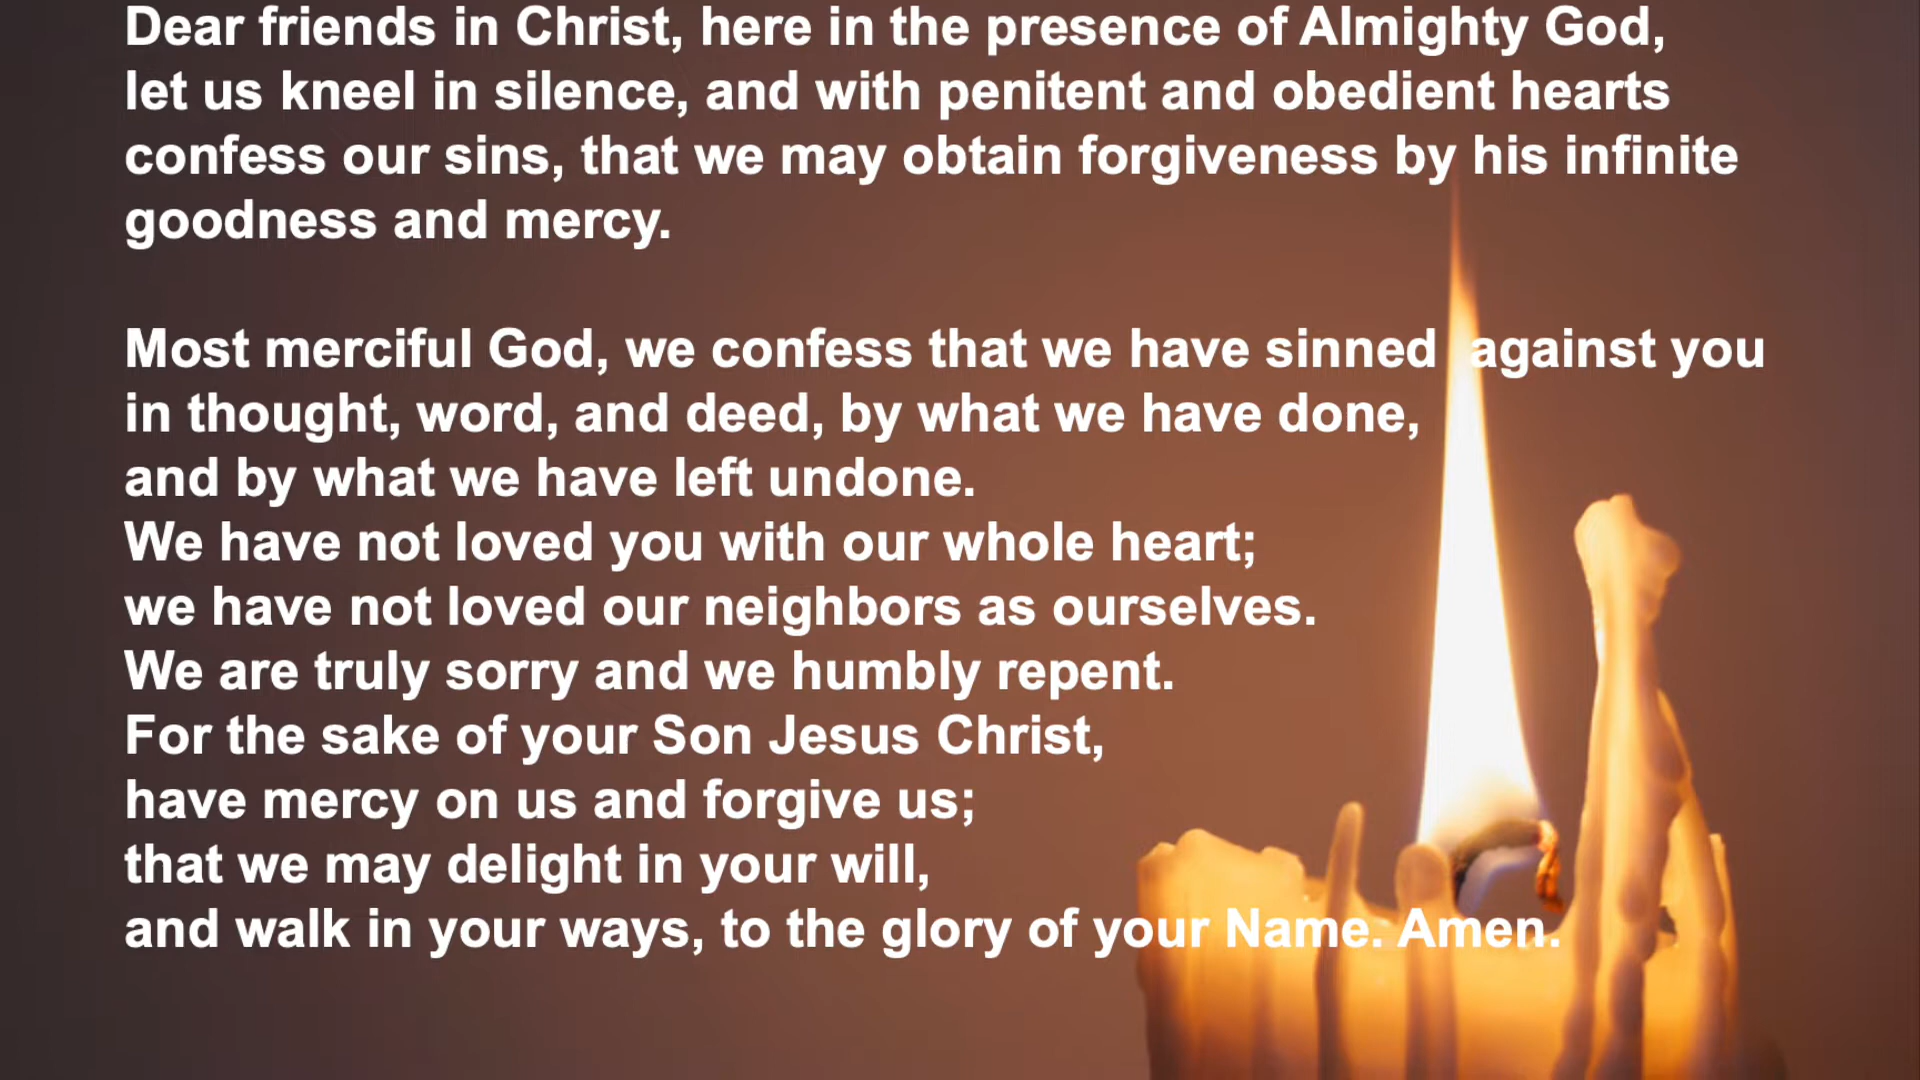 Dear friends in Christ, here in the presence of Almighty God,
let us kneel in silence, and with penitent and obedient hearts
confess our sins, that we may obtain forgiveness by his infinite
goodness and mercy.
Most merciful God, we confess that we have sinned against you
in thought, word, and deed, by what we have done,
and by what we have left undone.
We have not loved you with our whole heart;
we have not loved our neighbors as ourselves.
We are truly sorry and we humbly repent.
For the sake of your Son Jesus Christ,
have mercy on us and forgive us;
that we may delight in your will,
and walk in your ways, to the glory of your Name. Amen.